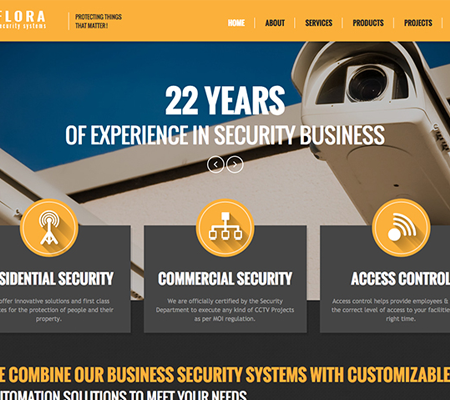 FLORA
security systems
PROTECTING THINGS
THAT MATTER !
HOME ABOUT SERVICES PRODUCTS PROJECTS
22 YEARS
OF EXPERIENCE IN SECURITY BUSINESS
SIDENTIAL SECURITY
offer innovative solutions and first class
es for the protection of people and their
property.
COMMERCIAL SECURITY
We are officially certified by the Security
Department to execute any kind of CCTV Projects
as per MOI regulation.
ACCESS CONTROL
Access control helps provide employees &
the correct level of access to your facilities
right time.
E COMBINE OUR BUSINESS SECURITY SYSTEMS WITH CUSTOMIZABLE
UTOMATION SOLUTIONS TO MEET YOUR NEEDS